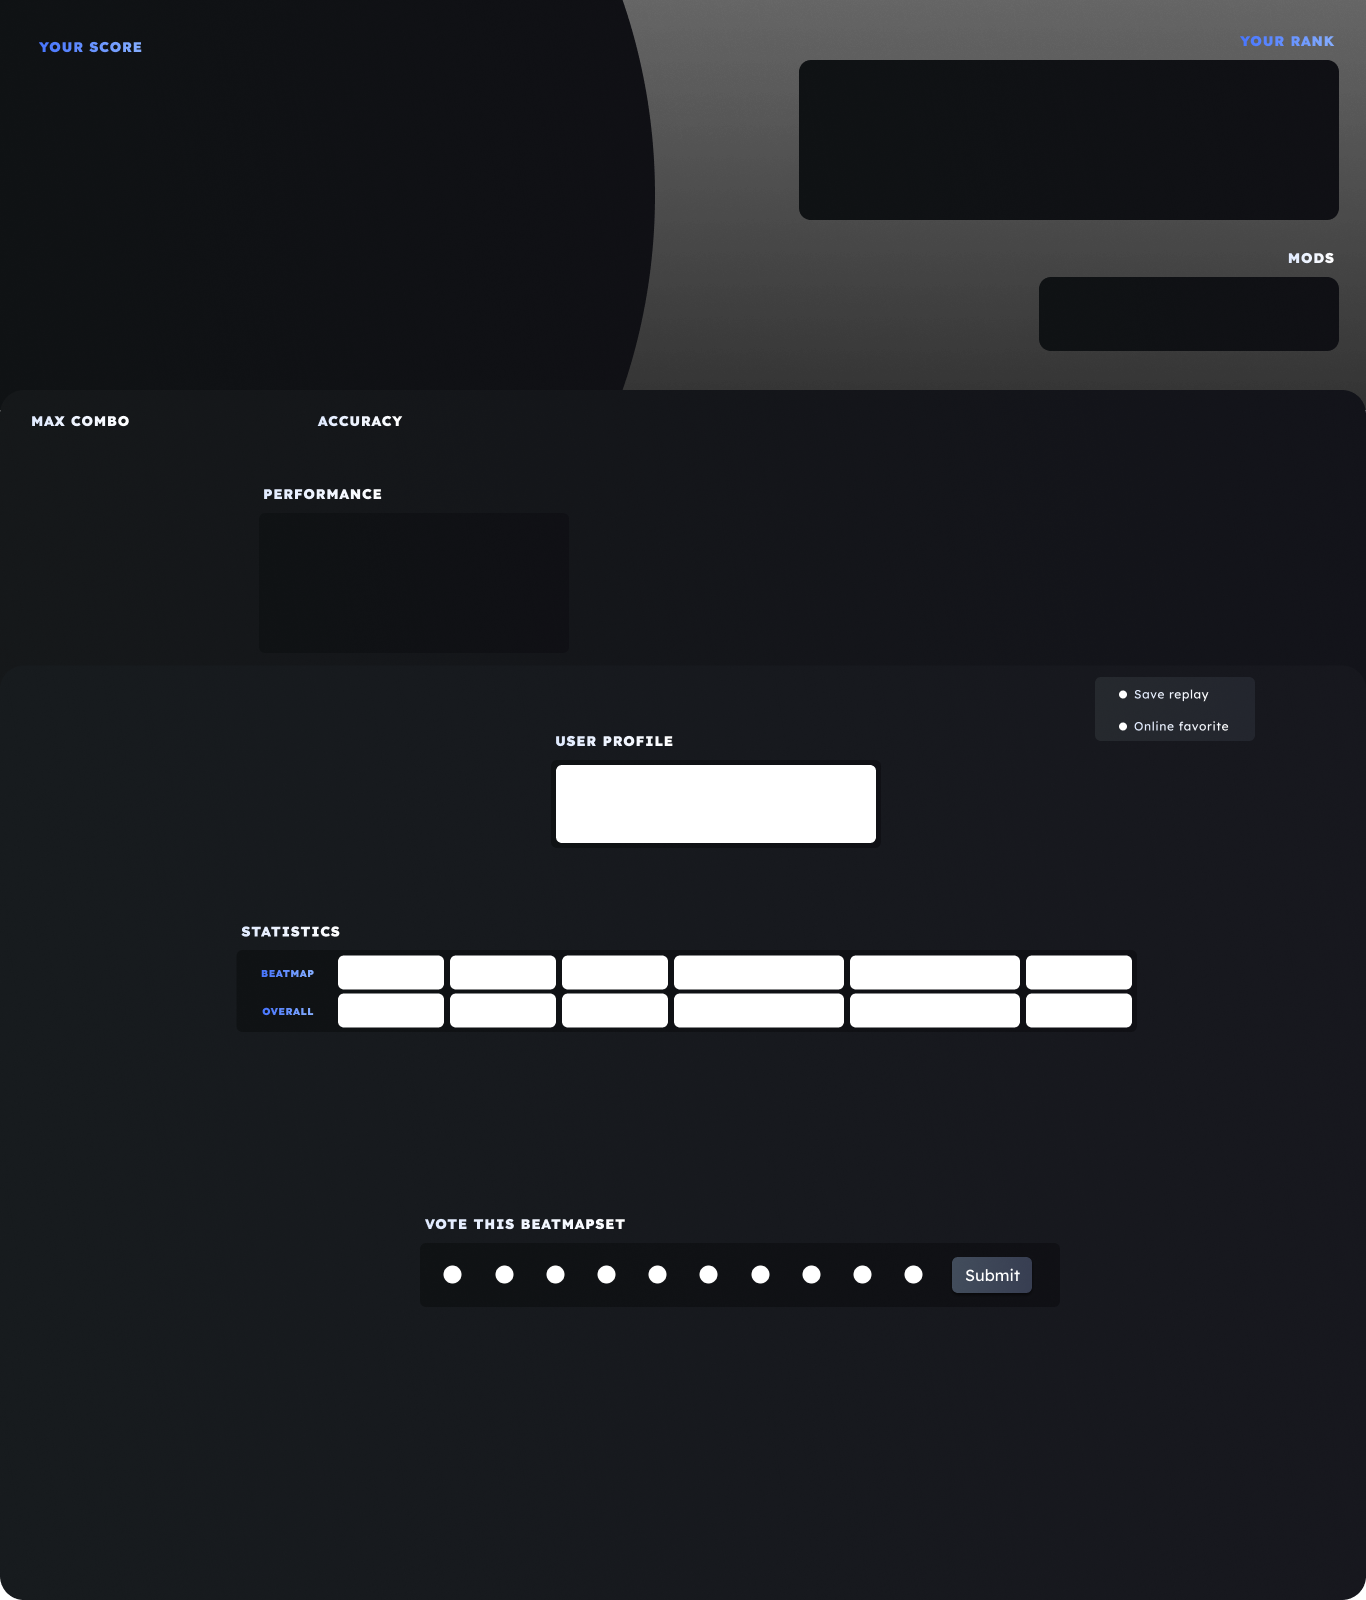 YOUR SCORE
YOUR RANK
MODS
MAX COMBO
ACCURACY
PERFORMANCE
Save replay
Online favorite
USER PROFILE
STATISTICS
BEATMAP
OVERALL
VOTE THIS BEATMAPSET
Submit